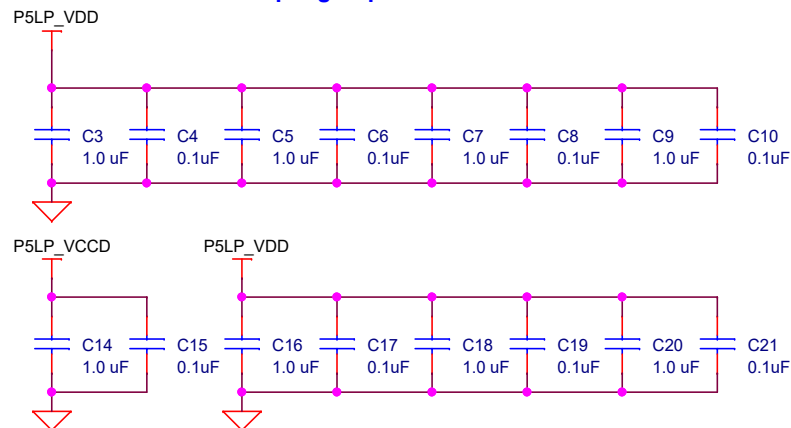 P5LP_VDD
C3 C4 C5 C6 C7 C8 C9 C10
1.0 uF 0.1uF 1.0 uF 0.1uF 1.0 uF 0.1uF 1.0 uF 0.1uF
P5LP_VCCD P5LP_VDD
C14 C15 C16 C17 C18 C19 C20 C21
1.0 uF 0.1uF 1.0 uF 0.1uF 1.0 uF 0.1uF 1.0 uF 0.1uF